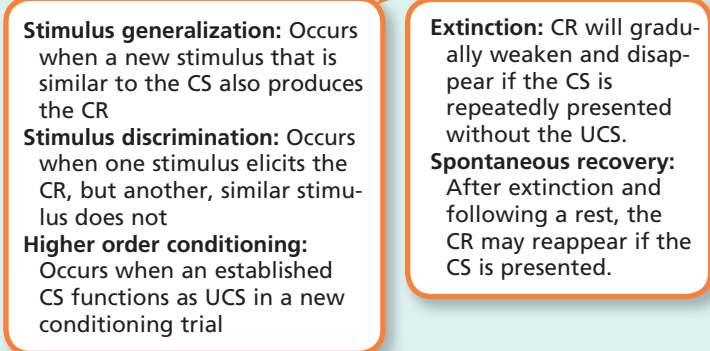 Stimulus generalization: Occurs
when a new stimulus that is
similar to the CS also produces
the CR
Stimulus discrimination: Occurs
when one stimulus elicits the
CR, but another, similar stimu-
lus does not
Higher order conditioning:
Occurs when an established
CS functions as UCS in a new
conditioning trial
Extinction: CR will gradu-
ally weaken and disap-
pear if the CS is
repeatedly presented
without the UCS.
Spontaneous recovery:
After extinction and
following a rest, the
CR may reappear if the
CS is presented.